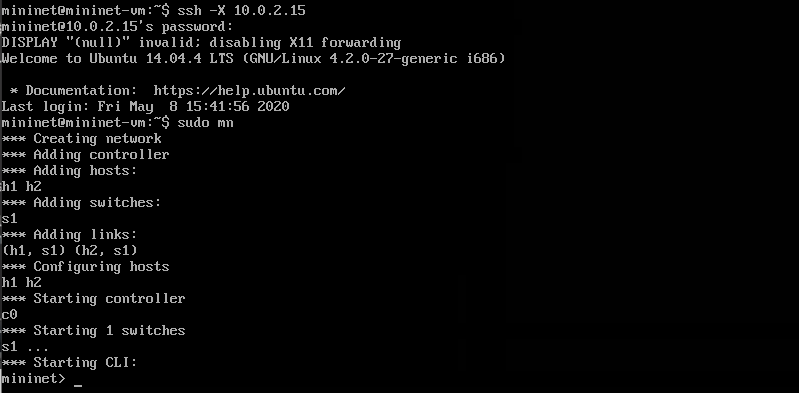 mininet@mininet-vm:~$ ssh -X 10.0.2.15
mininet@10.0.2.15's password:
DISPLAY "(null)" invalid; disabling X11 forwarding
Welcome to Ubuntu 14.04.4 LTS (GNU/Linux 4.2.0-27-generic i686)

 * Documentation:  https://help.ubuntu.com/
Last login: Fri May  8 15:41:56 2020
mininet@mininet-vm:~$ sudo mn
*** Creating network
*** Adding controller
*** Adding hosts:
h1 h2
*** Adding switches:
s1
*** Adding links:
(h1, s1) (h2, s1)
*** Configuring hosts
h1 h2
*** Starting controller
c0
*** Starting 1 switches
s1 ...
*** Starting CLI:
mininet> _